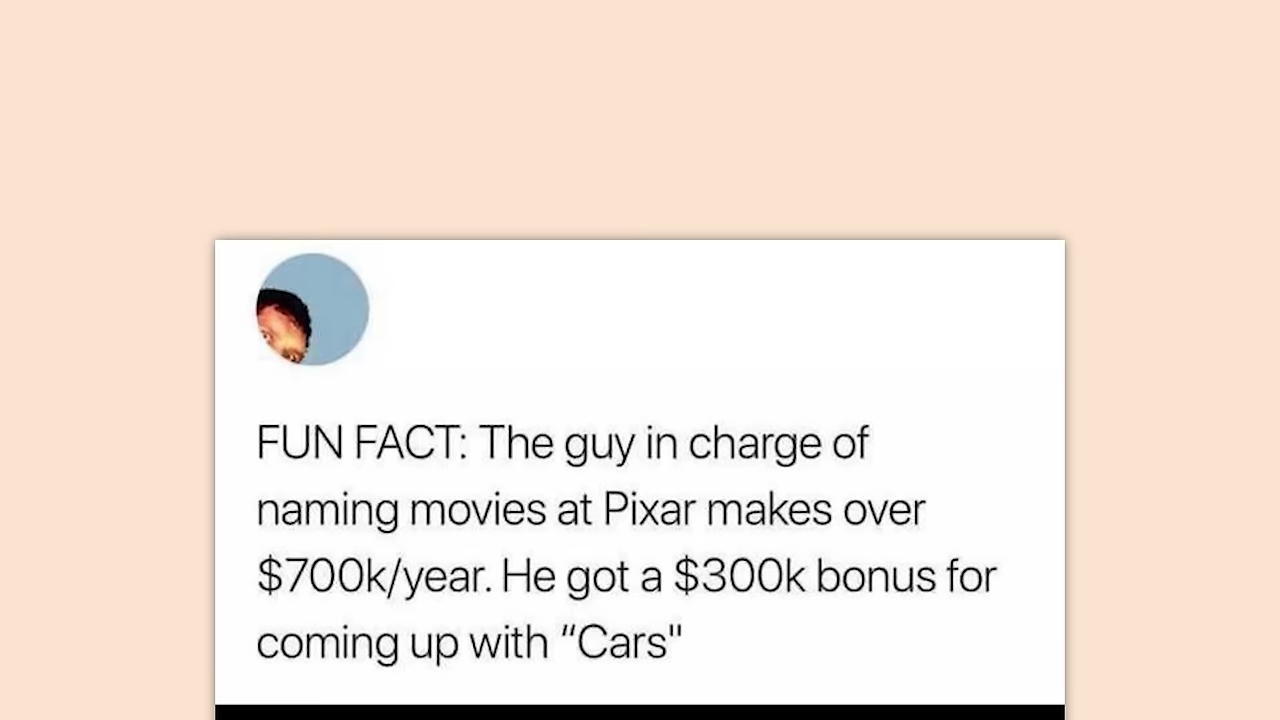 FUN FACT: The guy in charge of
naming movies at Pixar makes over
$700k/year. He got a $300k bonus for
coming up with “Cars"